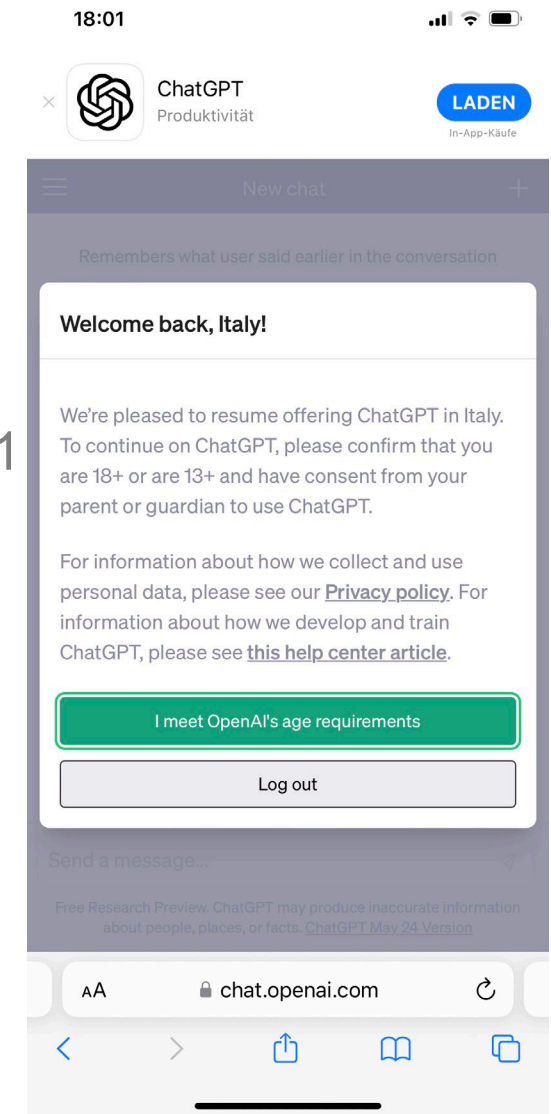 18:01
ChatGPT
Produktivität
LADEN
In-App-Käufe
New chat
Remembers what user said earlier in the conversation
Welcome back, Italy!
1
We're pleased to resume offering ChatGPT in Italy.
To continue on ChatGPT, please confirm that you
are 18+ or are 13+ and have consent from your
parent or guardian to use ChatGPT.
For information about how we collect and use
personal data, please see our Privacy policy. For
information about how we develop and train
ChatGPT, please see this help center article.
I meet OpenAI's age requirements
Log out
Send a message...
Free Research Preview. ChatGPT may produce inaccurate information
about people, places, or facts. ChatGPT May 24 Version
AA
chat.openai.com